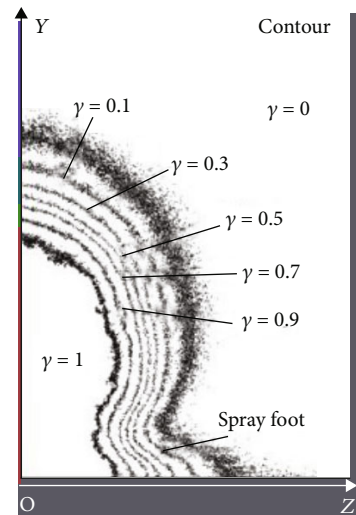 Y
Contour
γ = 0.1
γ = 0
γ = 0.3
γ = 0.5
γ = 0.7
γ = 0.9
γ = 1
Spray foot
O
Z